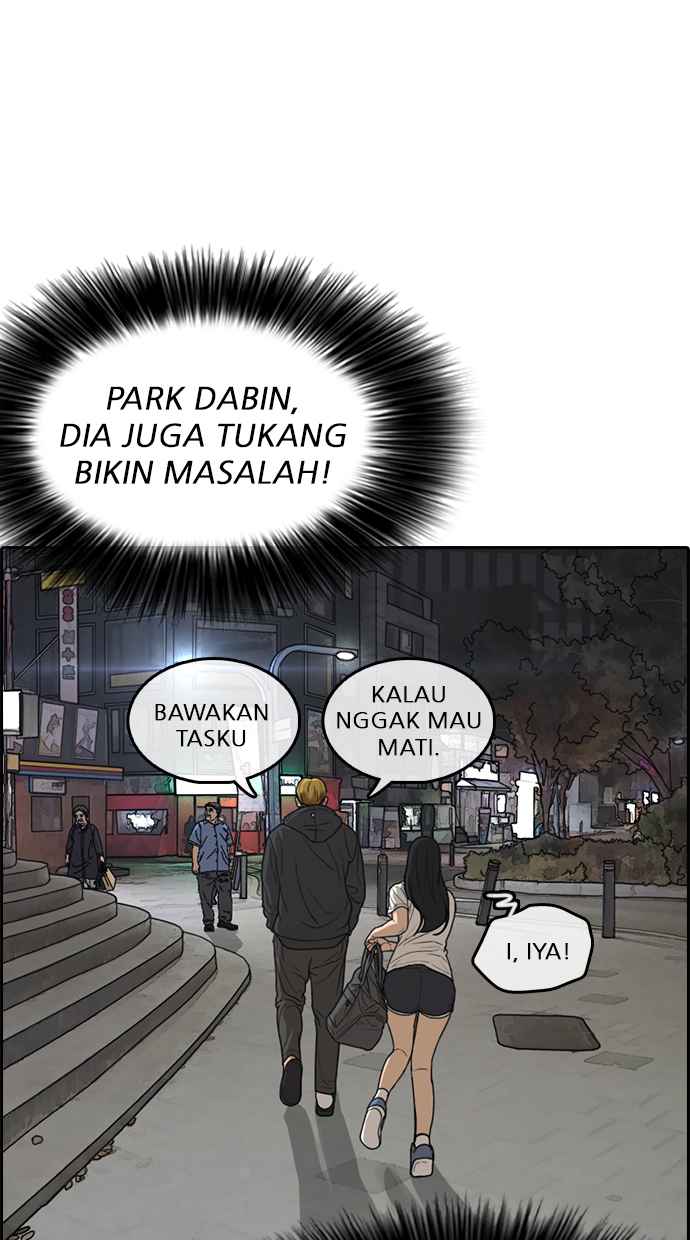 PARK DABIN,
DIA JUGA TUKANG
BIKIN MASALAH!
BAWAKAN
TASKU
KALAU
NGGAK MAU
MATI.
I, IYA!